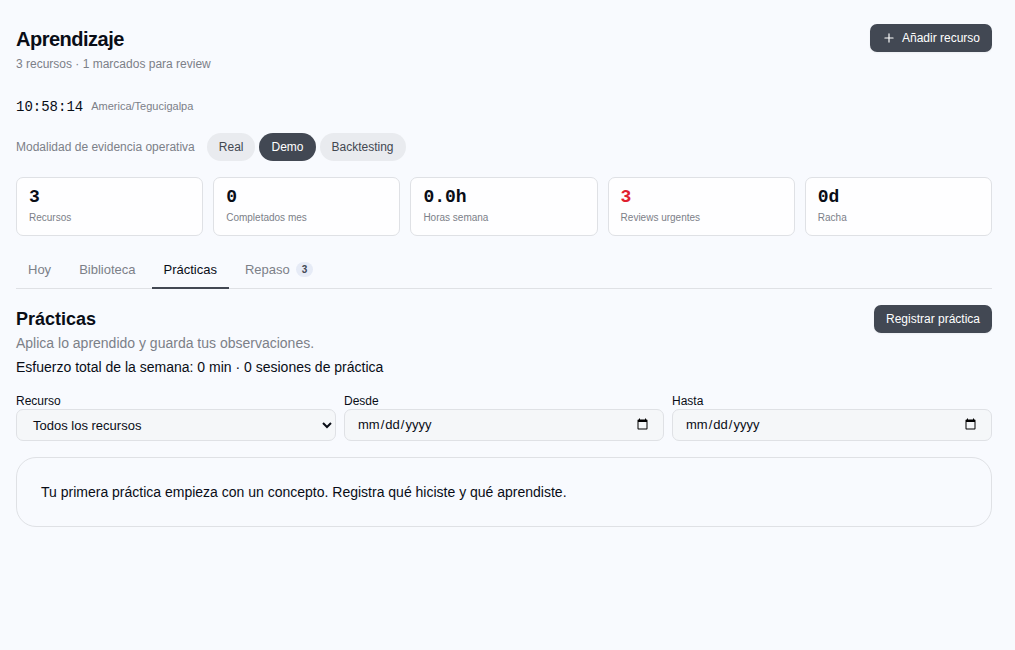 Aprendizaje
Añadir recurso
3 recursos · 1 marcados para review
10:58:14 America/Tegucigalpa
Modalidad de evidencia operativa Real Demo Backtesting
3 0 0.0h 3 0d
Recursos Completados mes Horas semana Reviews urgentes Racha
Hoy Biblioteca Prácticas Repaso 3
Prácticas
Registrar práctica
Aplica lo aprendido y guarda tus observaciones.
Esfuerzo total de la semana: 0 min · 0 sesiones de práctica
Recurso Desde Hasta
Todos los recursos mm/dd/yyyy mm/dd/yyyy
Tu primera práctica empieza con un concepto. Registra qué hiciste y qué aprendiste.